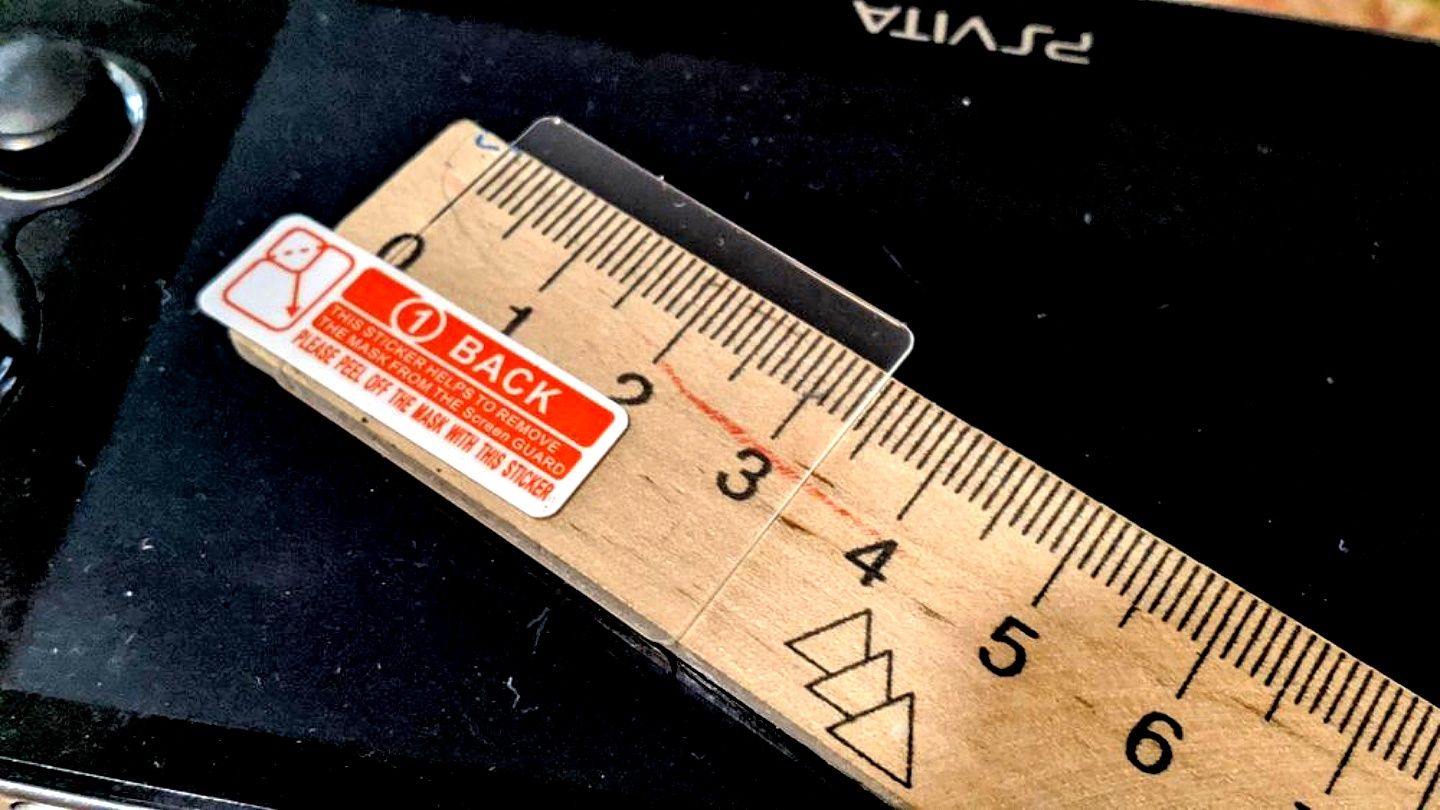 PSVITA
0
1
2
3
4
5
6
1 BACK
THIS STICKER HELPS TO REMOVE
THE MASK FROM THE Screen GUARD
PLEASE PEEL OFF THE MASK WITH THIS STICKER